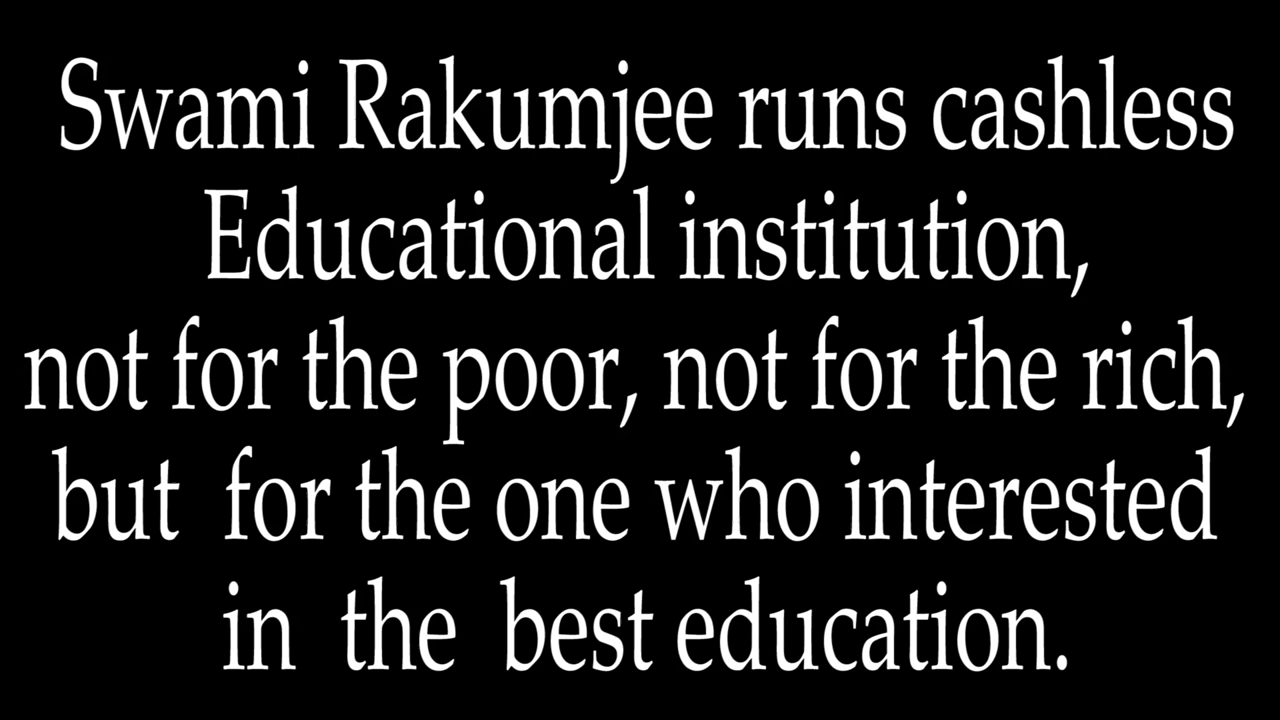 Swami Rakumjee runs cashless
Educational institution,
not for the poor, not for the rich,
but for the one who interested
in the best education.